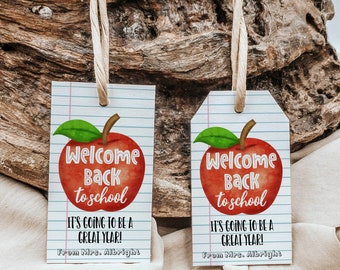 Welcome
BACK
to school
IT'S GOING TO BE A
GREAT YEAR!
From Mrs. Albright
Welcome
BACK
to school
IT'S GOING TO BE A
GREAT YEAR!
From Mrs. Albright